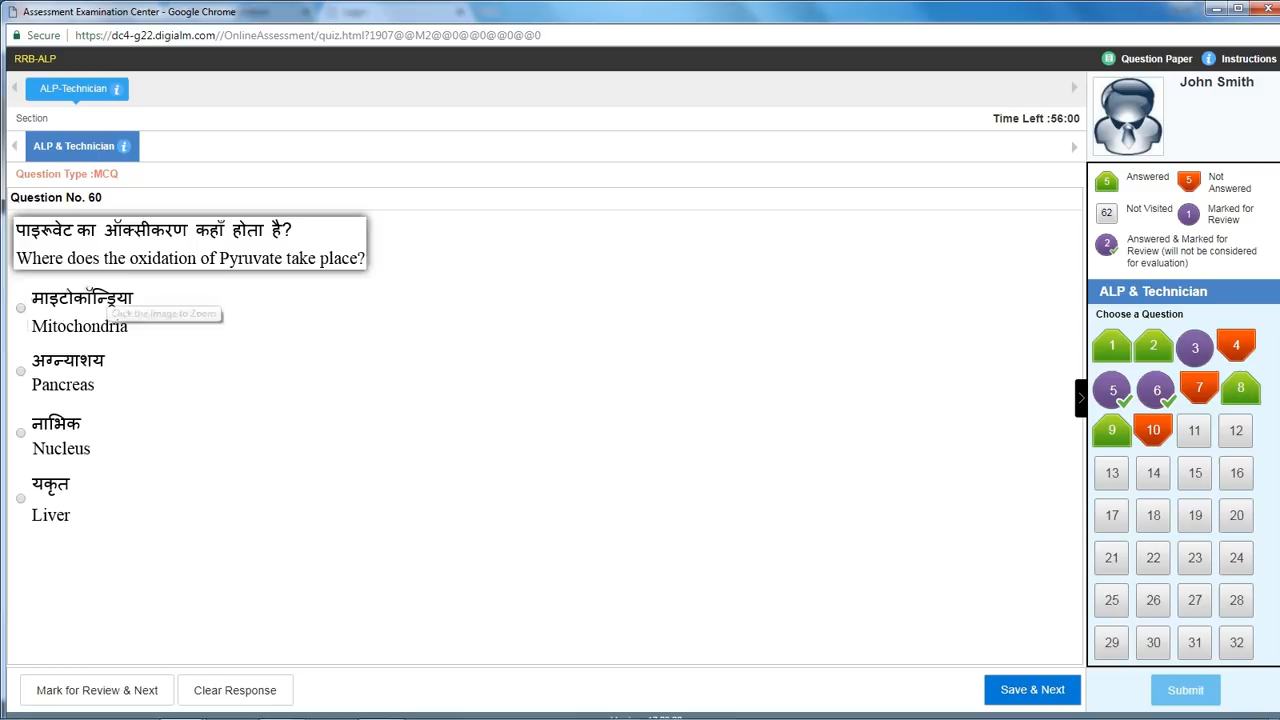 Assessment Examination Center - Google Chrome
Secure https://dc4-g22.digialm.com//OnlineAssessment/quiz.html?1907@@M2@@0@@0@@0@@0
RRB-ALP
Question Paper
Instructions
ALP-Technician
John Smith
Section
Time Left :56:00
ALP & Technician
Question Type :MCQ
Question No. 60
पाइरूवेट का ऑक्सीकरण कहाँ होता है?
Where does the oxidation of Pyruvate take place?
माइटोकॉन्ड्रिया
Click the Image to Zoom
Mitochondria
अग्न्याशय
Pancreas
नाभिक
Nucleus
यकृत
Liver
Mark for Review & Next
Clear Response
Save & Next
5 Answered
5 Not Answered
62 Not Visited
1 Marked for Review
2 Answered & Marked for Review (will not be considered for evaluation)
ALP & Technician
Choose a Question
1 2 3 4
5 6 7 8
9 10 11 12
13 14 15 16
17 18 19 20
21 22 23 24
25 26 27 28
29 30 31 32
Submit